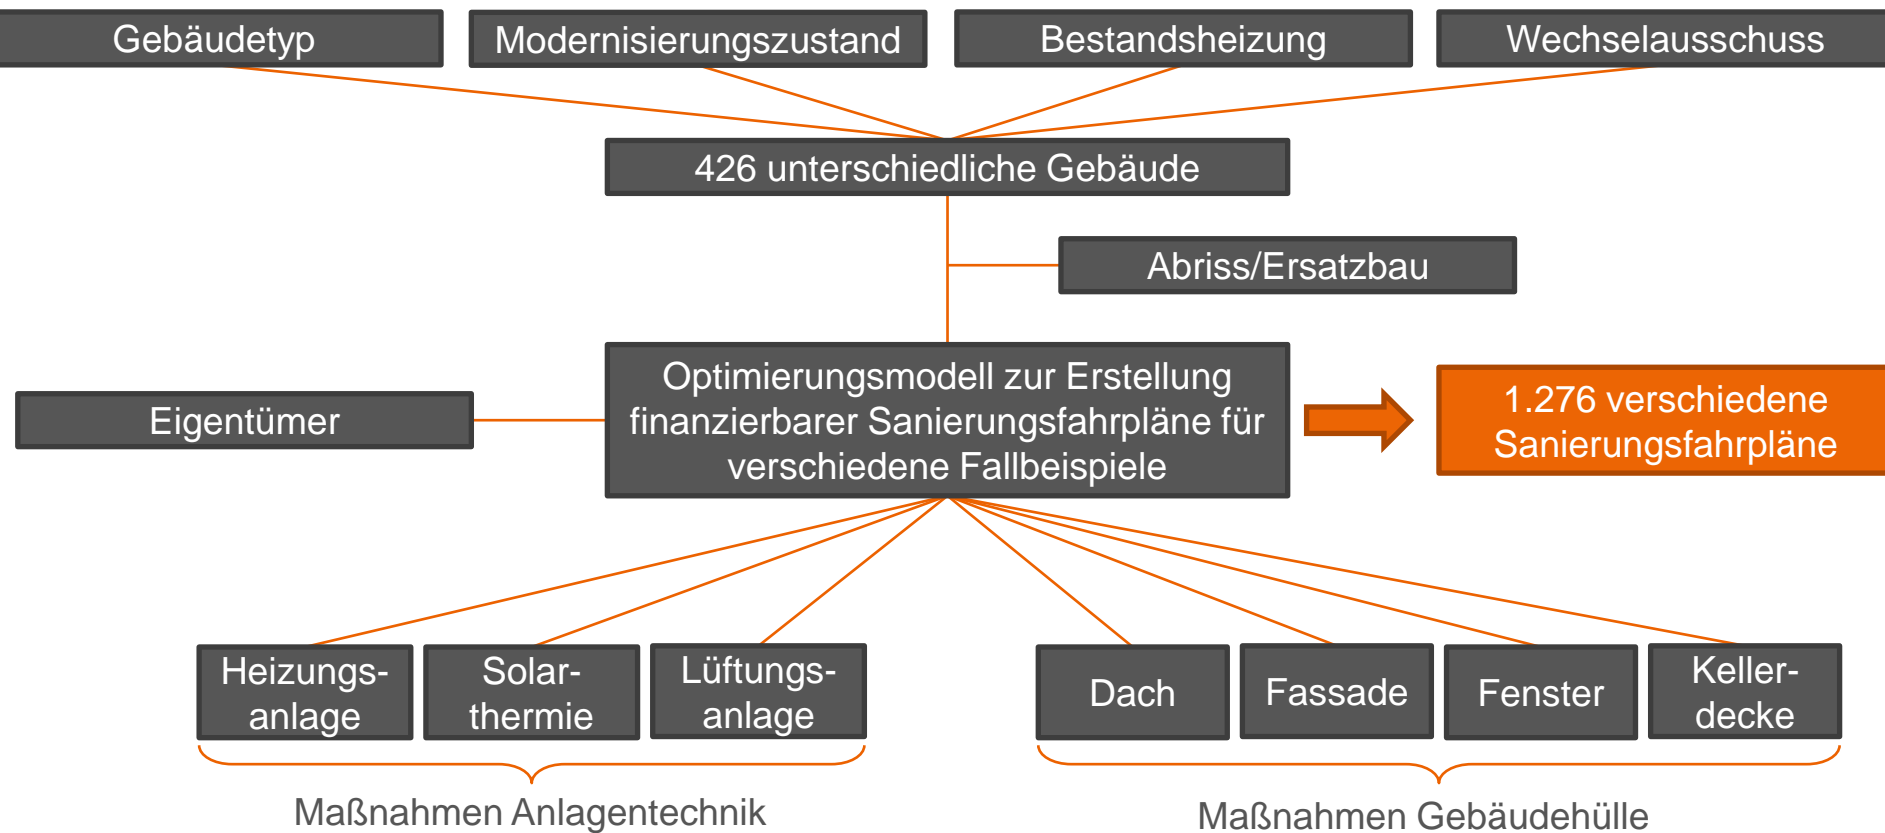 Gebäudetyp
Modernisierungszustand
Bestandsheizung
Wechselausschuss
426 unterschiedliche Gebäude
Abriss/Ersatzbau
Optimierungsmodell zur Erstellung
finanzierbarer Sanierungsfahrpläne für
verschiedene Fallbeispiele
Eigentümer
1.276 verschiedene
Sanierungsfahrpläne
Heizungs-
anlage
Solar-
thermie
Lüftungs-
anlage
Dach
Fassade
Fenster
Keller-
decke
Maßnahmen Anlagentechnik
Maßnahmen Gebäudehülle